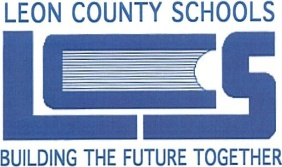 LEON COUNTY SCHOOLS
LCS
BUILDING THE FUTURE TOGETHER